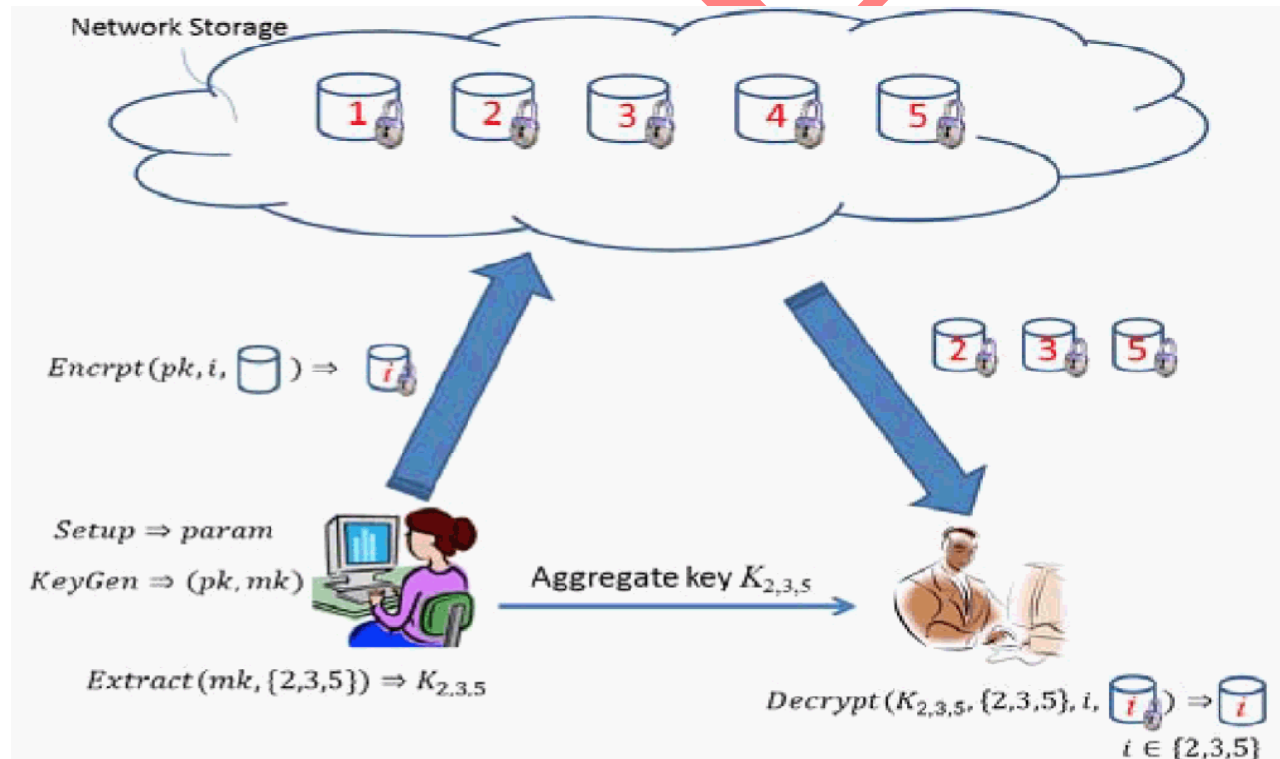 Network Storage
1 2 3 4 5
2 3 5
Encrpt(pk, i, ) ⇒ i
Setup ⇒ param
KeyGen ⇒ (pk, mk)
Aggregate key K2,3,5
Extract(mk, {2,3,5}) ⇒ K2,3,5
Decrypt(K2,3,5, {2,3,5}, i, i ) ⇒ i
i ∈ {2,3,5}